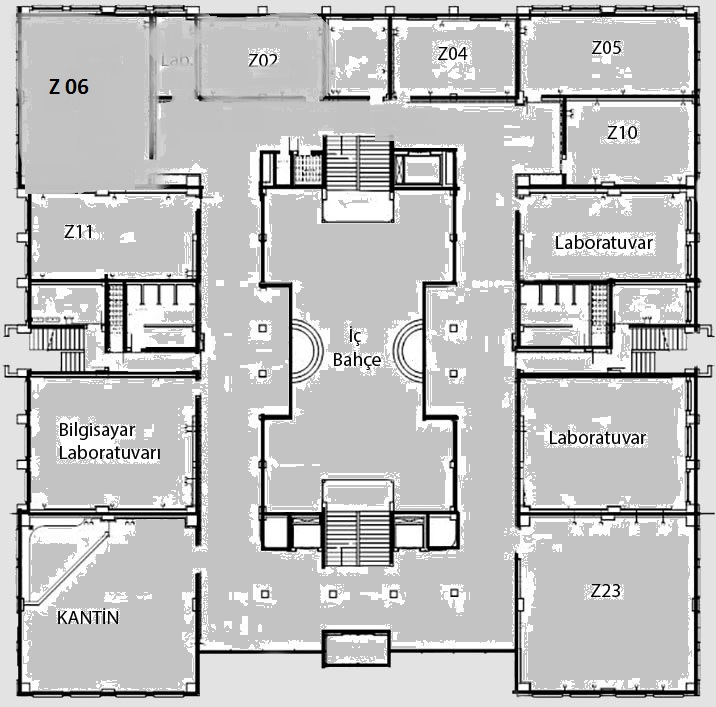 Z 06
Lab.
Z02
Z04
Z05
Z10
Z11
Laboratuvar
İç
Bahçe
Bilgisayar
Laboratuvarı
Laboratuvar
KANTİN
Z23